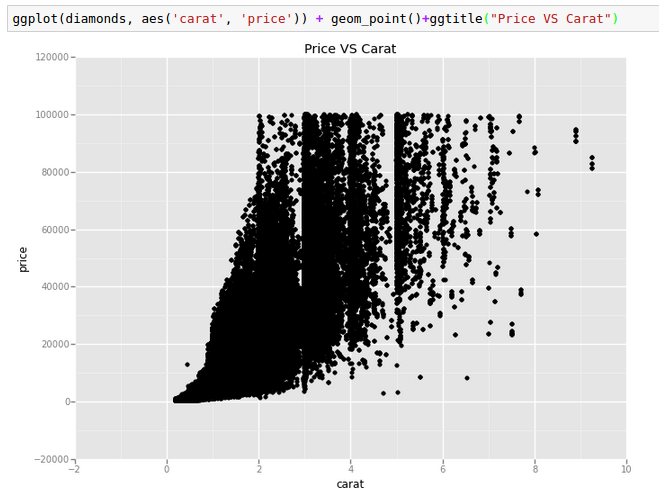 ggplot(diamonds, aes('carat', 'price')) + geom_point()+ggtitle("Price VS Carat")
Price VS Carat
120000
100000
80000
60000
40000
20000
0
−20000
price
−2 0 2 4 6 8 10
carat